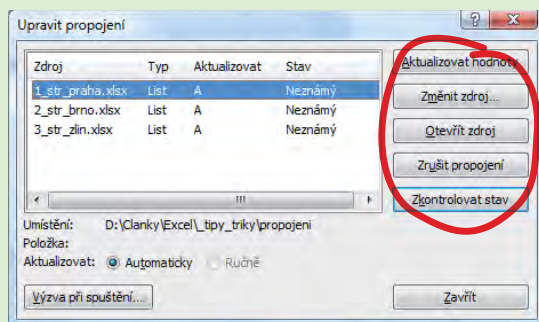 Upravit propojení
Zdroj Typ Aktualizovat Stav
1_str_praha.xlsx List A Neznámý
2_str_brno.xlsx List A Neznámý
3_str_zlin.xlsx List A Neznámý
Aktualizovat hodnoty
Změnit zdroj...
Otevřít zdroj
Zrušit propojení
Zkontrolovat stav
Umístění: D:\Clanky\Excel\_tipy_triky\propojeni
Položka:
Aktualizovat: Automaticky Ručně
Výzva při spuštění... Zavřít